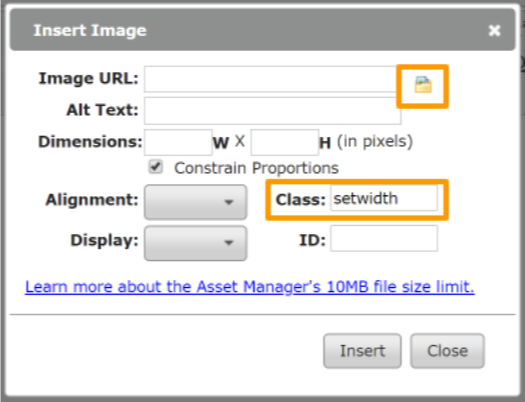 Insert Image
Image URL:
Alt Text:
Dimensions: W X H (in pixels)
Constrain Proportions
Alignment: Class: setwidth
Display: ID:
Learn more about the Asset Manager's 10MB file size limit.
Insert Close